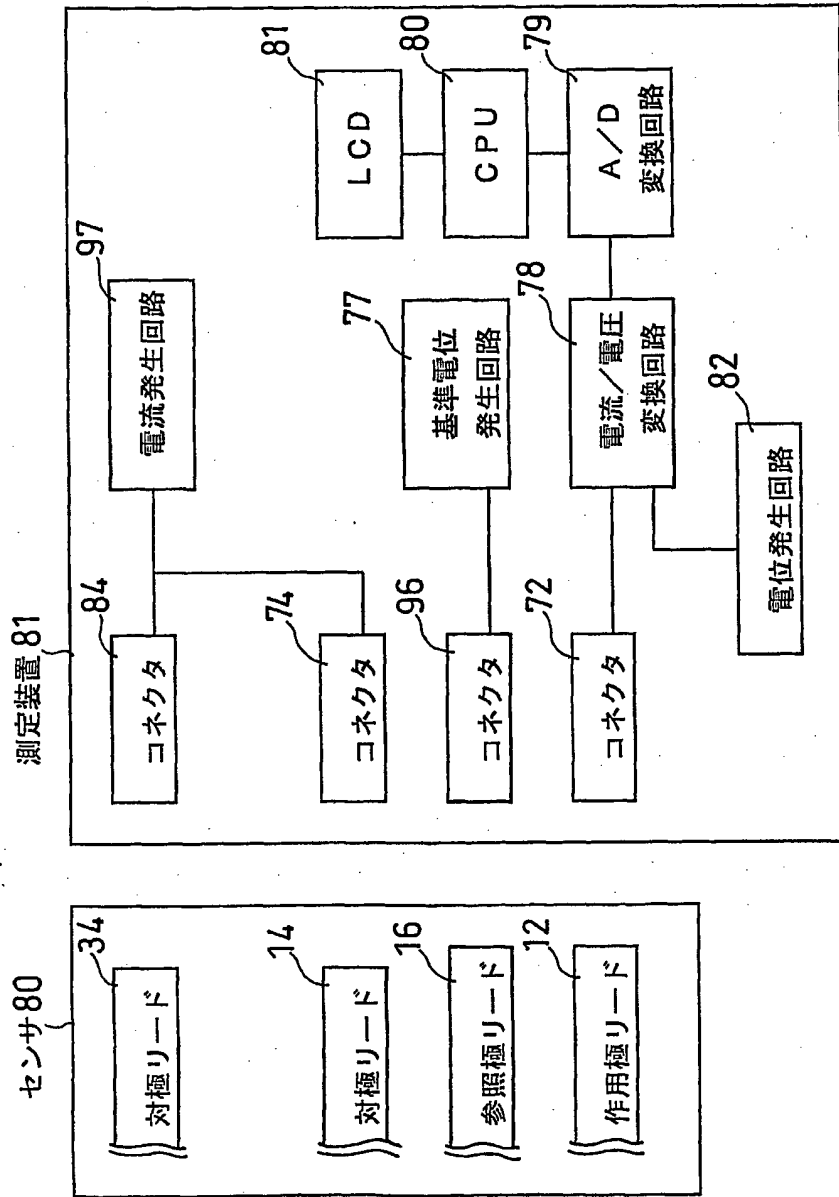 センサ80
対極リード
34
対極リード
14
参照極リード
16
作用極リード
12
測定装置81
コネクタ
84
コネクタ
74
コネクタ
96
コネクタ
72
電流発生回路
97
基準電位
発生回路
77
電流/電圧
変換回路
78
電位発生回路
82
LCD
81
CPU
80
A/D
変換回路
79